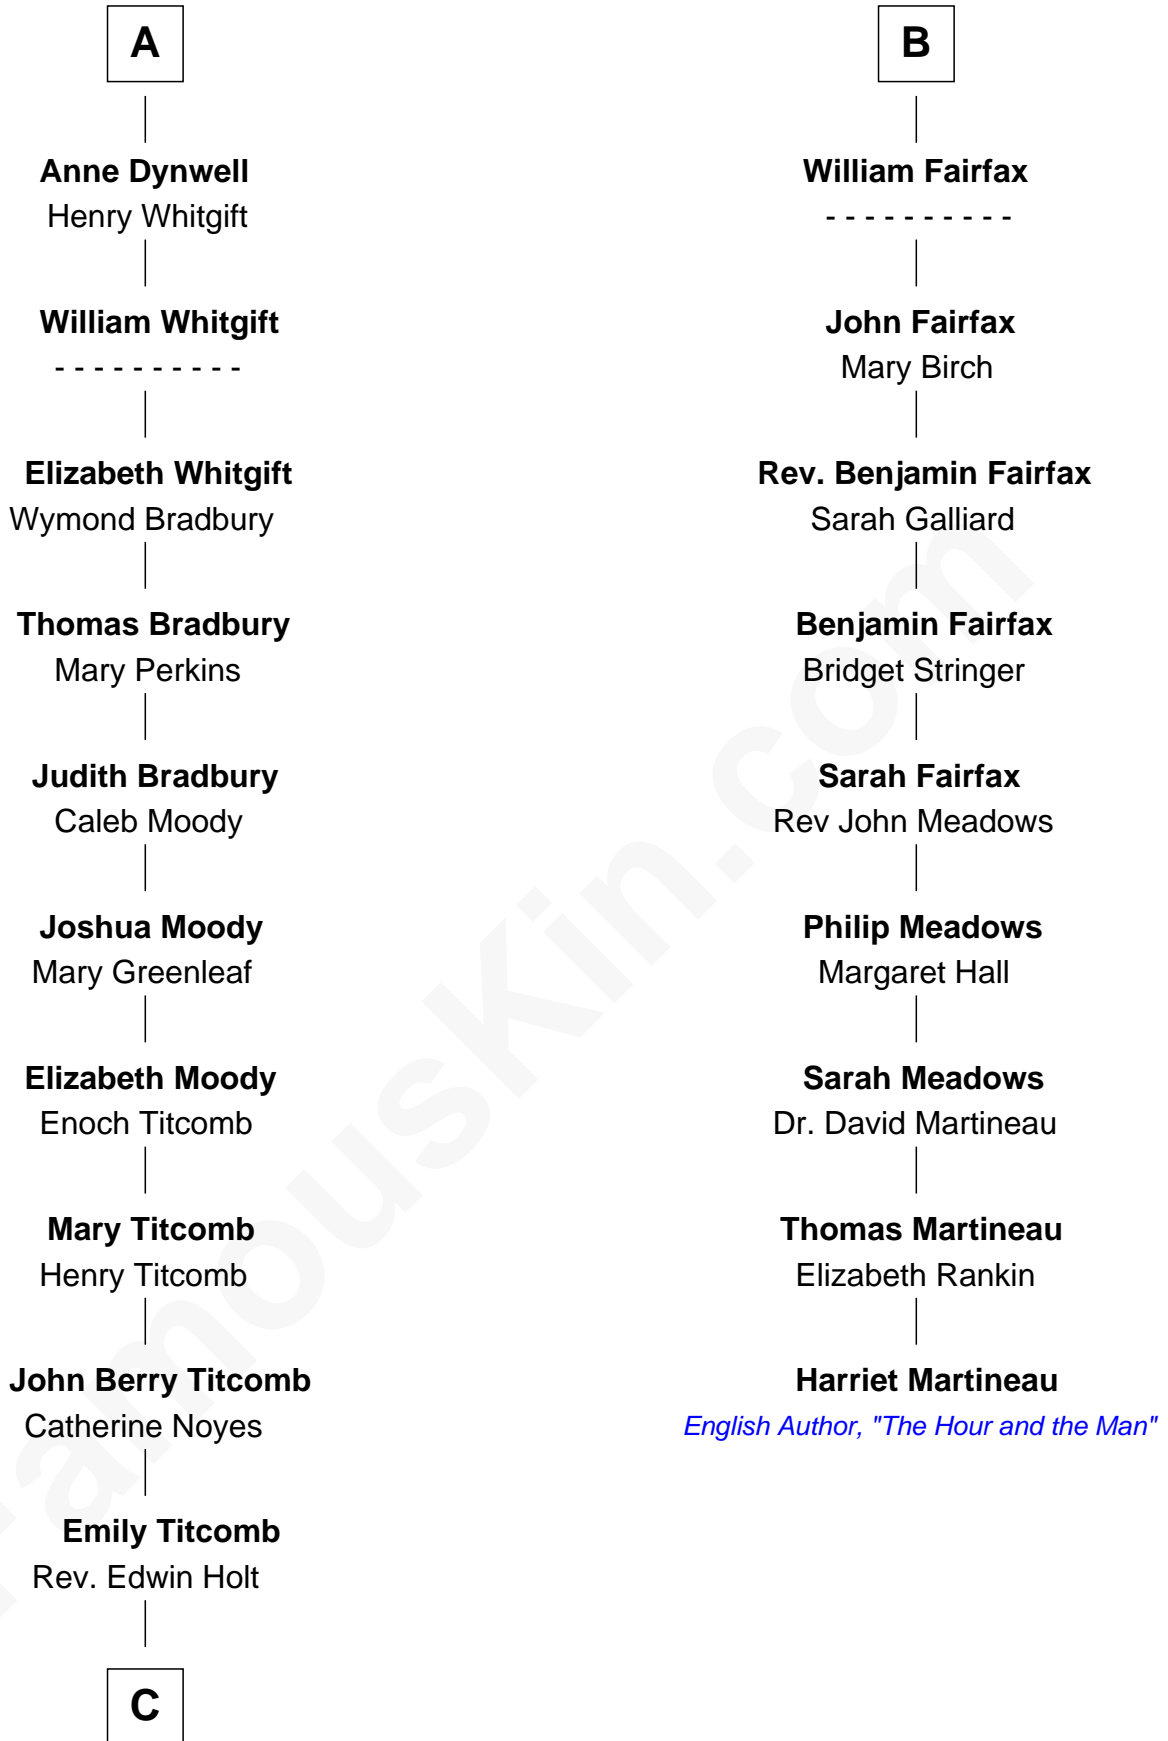 A
Anne Dynwell
Henry Whitgift
William Whitgift
- - - - - - - - - -
Elizabeth Whitgift
Wymond Bradbury
Thomas Bradbury
Mary Perkins
Judith Bradbury
Caleb Moody
Joshua Moody
Mary Greenleaf
Elizabeth Moody
Enoch Titcomb
Mary Titcomb
Henry Titcomb
John Berry Titcomb
Catherine Noyes
Emily Titcomb
Rev. Edwin Holt
C
B
William Fairfax
- - - - - - - - - -
John Fairfax
Mary Birch
Rev. Benjamin Fairfax
Sarah Galliard
Benjamin Fairfax
Bridget Stringer
Sarah Fairfax
Rev John Meadows
Philip Meadows
Margaret Hall
Sarah Meadows
Dr. David Martineau
Thomas Martineau
Elizabeth Rankin
Harriet Martineau
English Author, "The Hour and the Man"
FamousKin.com